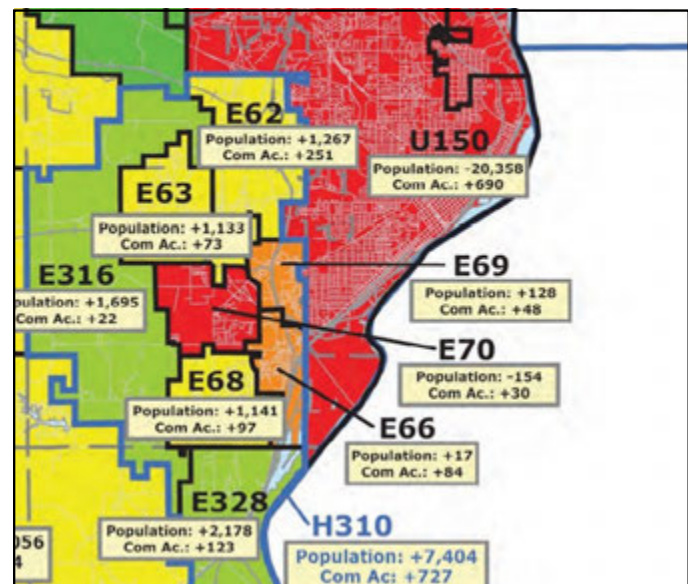 E62
Population: +1,267
Com Ac.: +251
U150
Population: -20,358
Com Ac.: +690
E63
Population: +1,133
Com Ac.: +73
E316
pulation: +1,695
Com Ac.: +22
E69
Population: +128
Com Ac.: +48
E70
Population: -154
Com Ac.: +30
E68
Population: +1,141
Com Ac.: +97
E66
Population: +17
Com Ac.: +84
E328
Population: +2,178
Com Ac.: +123
H310
Population: +7,404
Com Ac: +727
056
4